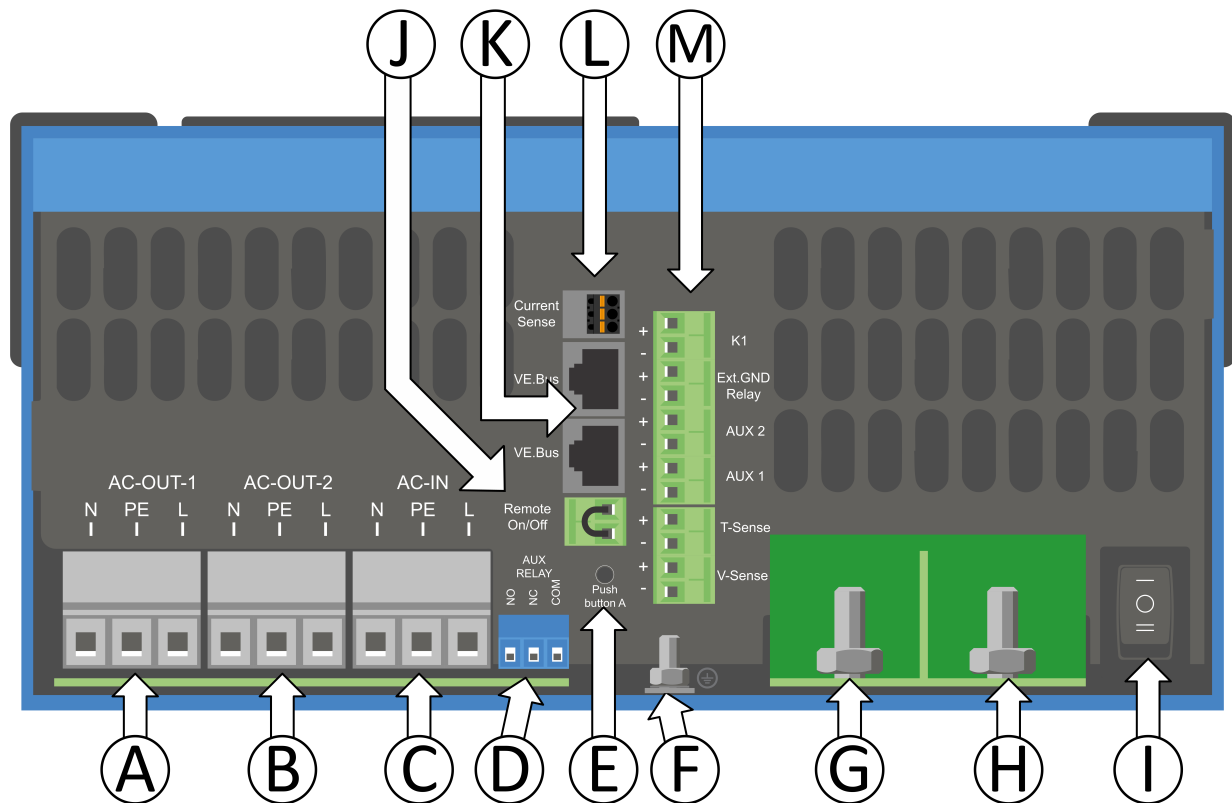 J K L M
Current
Sense
K1
VE.Bus
Ext.GND
Relay
AUX 2
VE.Bus
AUX 1
AC-OUT-1 AC-OUT-2 AC-IN
N PE L N PE L N PE L
Remote
On/Off
T-Sense
AUX
RELAY
V-Sense
NO NC COM
Push
button A
+
-
+
-
+
-
+
-
+
-
+
-
A B C D E F G H I